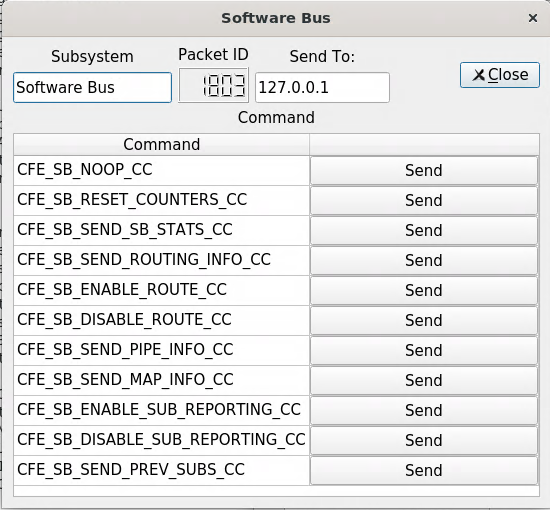 Software Bus
×
Subsystem
Packet ID
Send To:
Software Bus
1803
127.0.0.1
Close
Command
Command
CFE_SB_NOOP_CC
Send
CFE_SB_RESET_COUNTERS_CC
Send
CFE_SB_SEND_SB_STATS_CC
Send
CFE_SB_SEND_ROUTING_INFO_CC
Send
CFE_SB_ENABLE_ROUTE_CC
Send
CFE_SB_DISABLE_ROUTE_CC
Send
CFE_SB_SEND_PIPE_INFO_CC
Send
CFE_SB_SEND_MAP_INFO_CC
Send
CFE_SB_ENABLE_SUB_REPORTING_CC
Send
CFE_SB_DISABLE_SUB_REPORTING_CC
Send
CFE_SB_SEND_PREV_SUBS_CC
Send